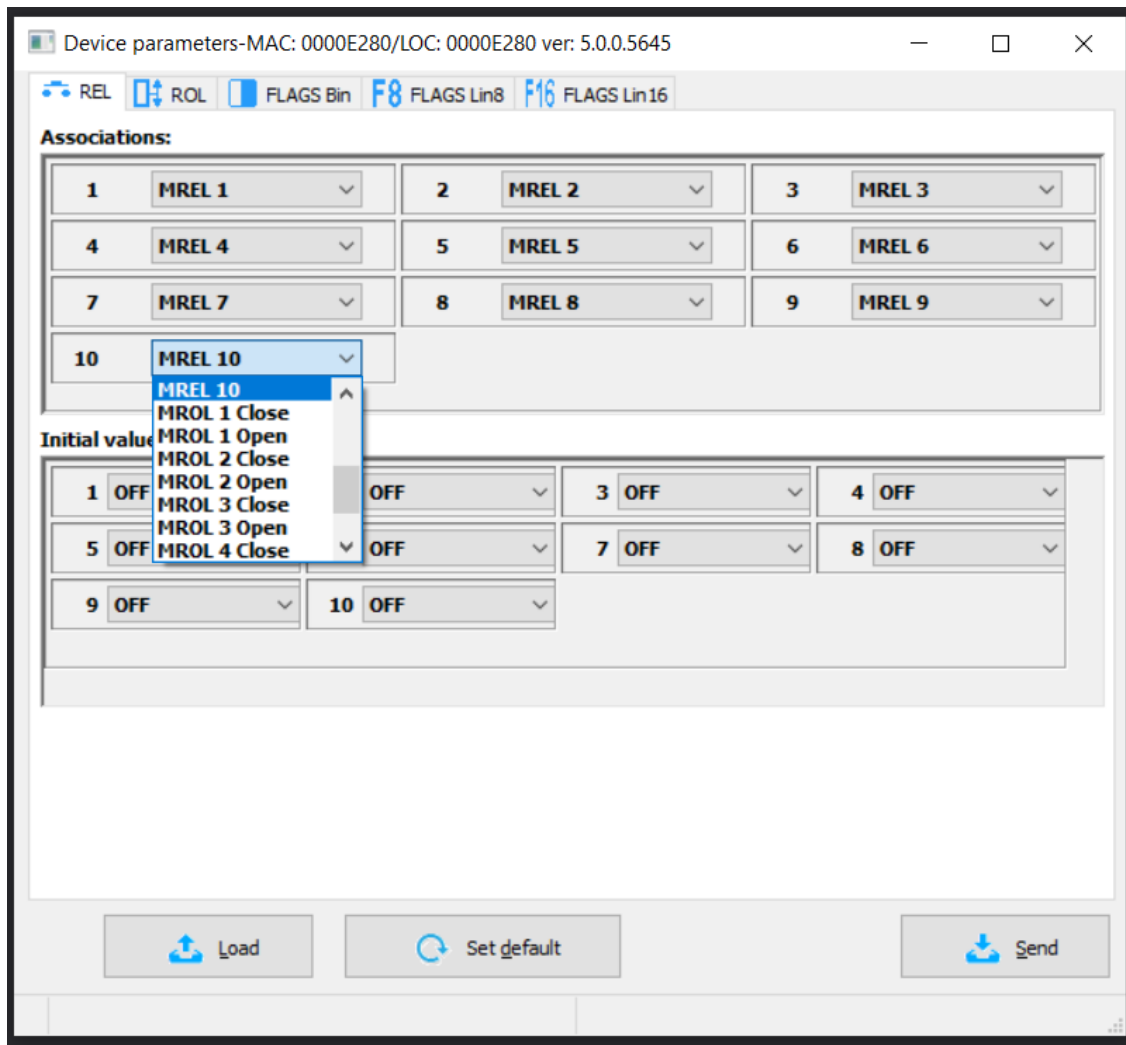 Device parameters-MAC: 0000E280/LOC: 0000E280 ver: 5.0.0.5645
REL ROL FLAGS Bin F8 FLAGS Lin8 F16 FLAGS Lin16
Associations:
1 MREL 1 2 MREL 2 3 MREL 3
4 MREL 4 5 MREL 5 6 MREL 6
7 MREL 7 8 MREL 8 9 MREL 9
10 MREL 10
MREL 10
MROL 1 Close
Initial value MROL 1 Open
MROL 2 Close
MROL 2 Open
MROL 3 Close
MROL 3 Open
MROL 4 Close
1 OFF OFF 3 OFF 4 OFF
5 OFF OFF 7 OFF 8 OFF
9 OFF 10 OFF
Load Set default Send